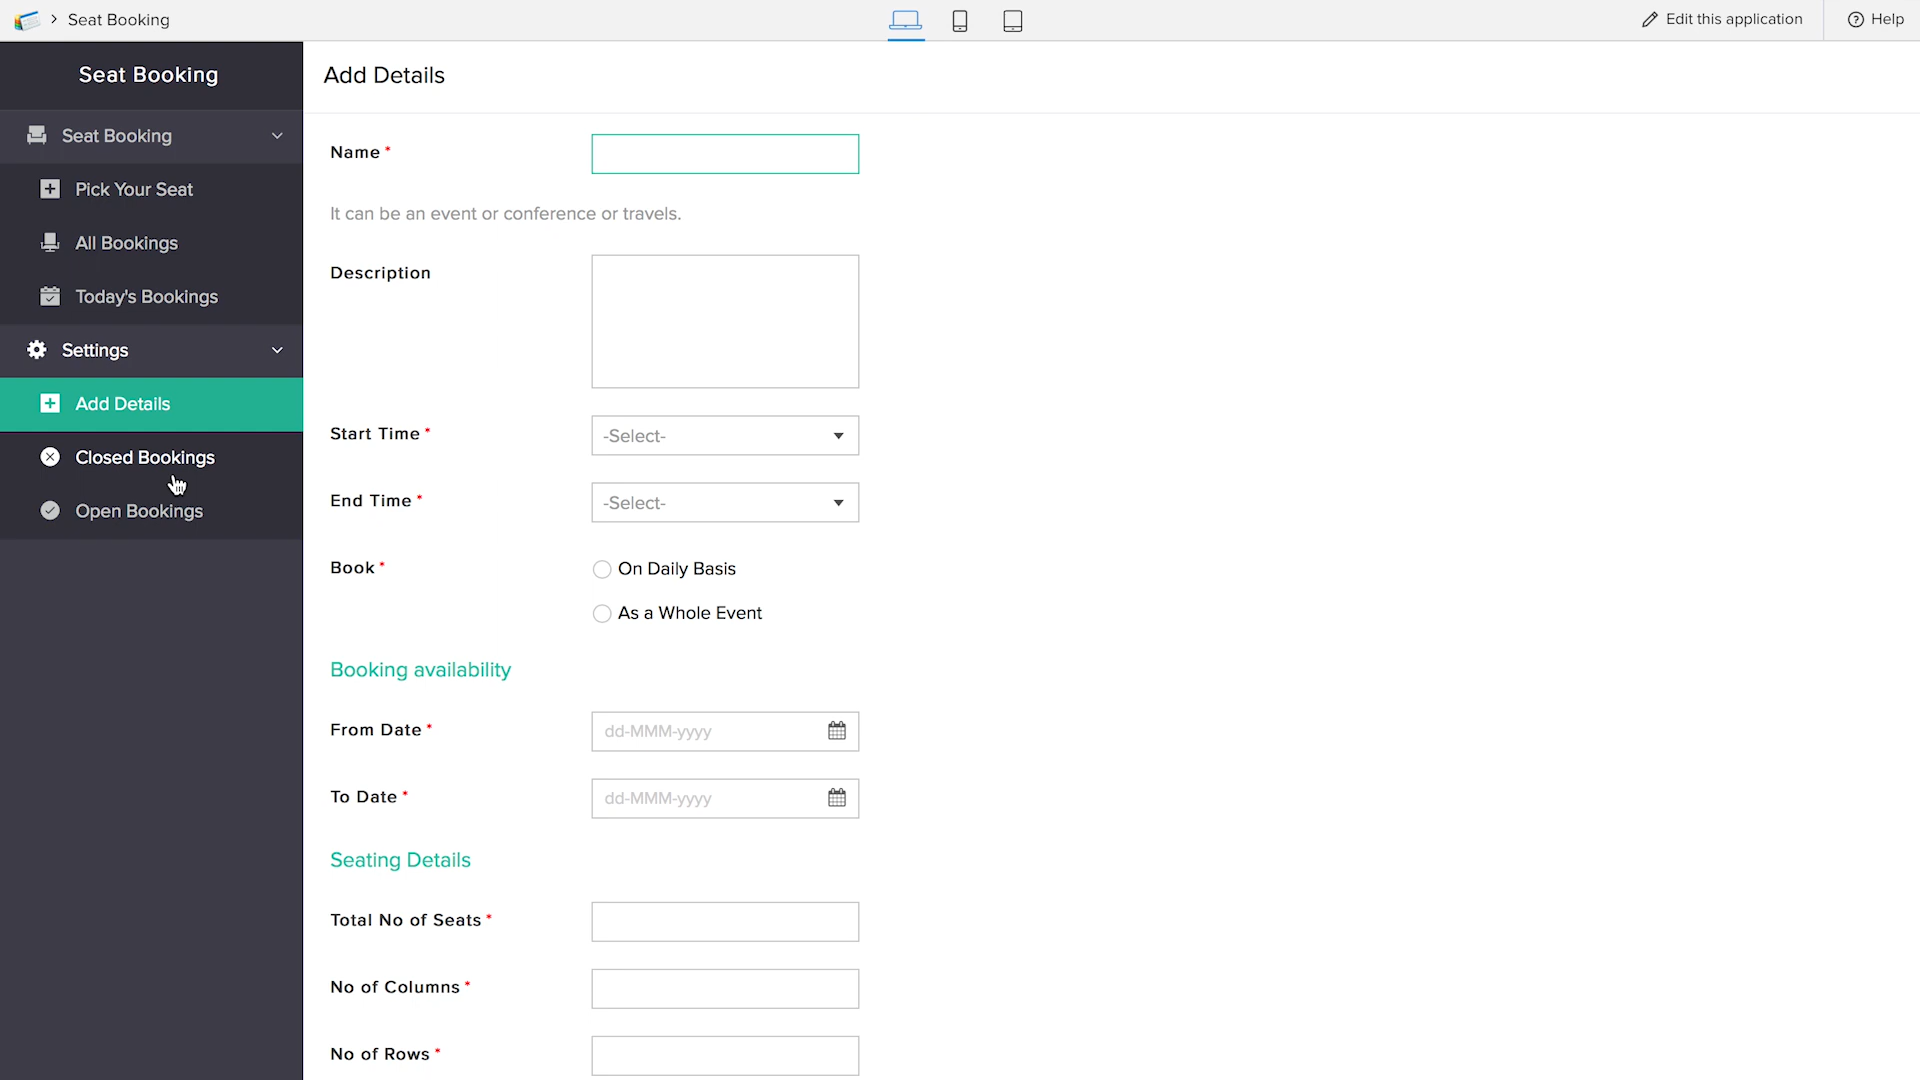 Seat Booking
Edit this application
Help
Seat Booking
Seat Booking
Pick Your Seat
All Bookings
Today's Bookings
Settings
Add Details
Closed Bookings
Open Bookings
Add Details
Name *
It can be an event or conference or travels.
Description
Start Time *
-Select-
End Time *
-Select-
Book *
On Daily Basis
As a Whole Event
Booking availability
From Date *
dd-MMM-yyyy
To Date *
dd-MMM-yyyy
Seating Details
Total No of Seats *
No of Columns *
No of Rows *